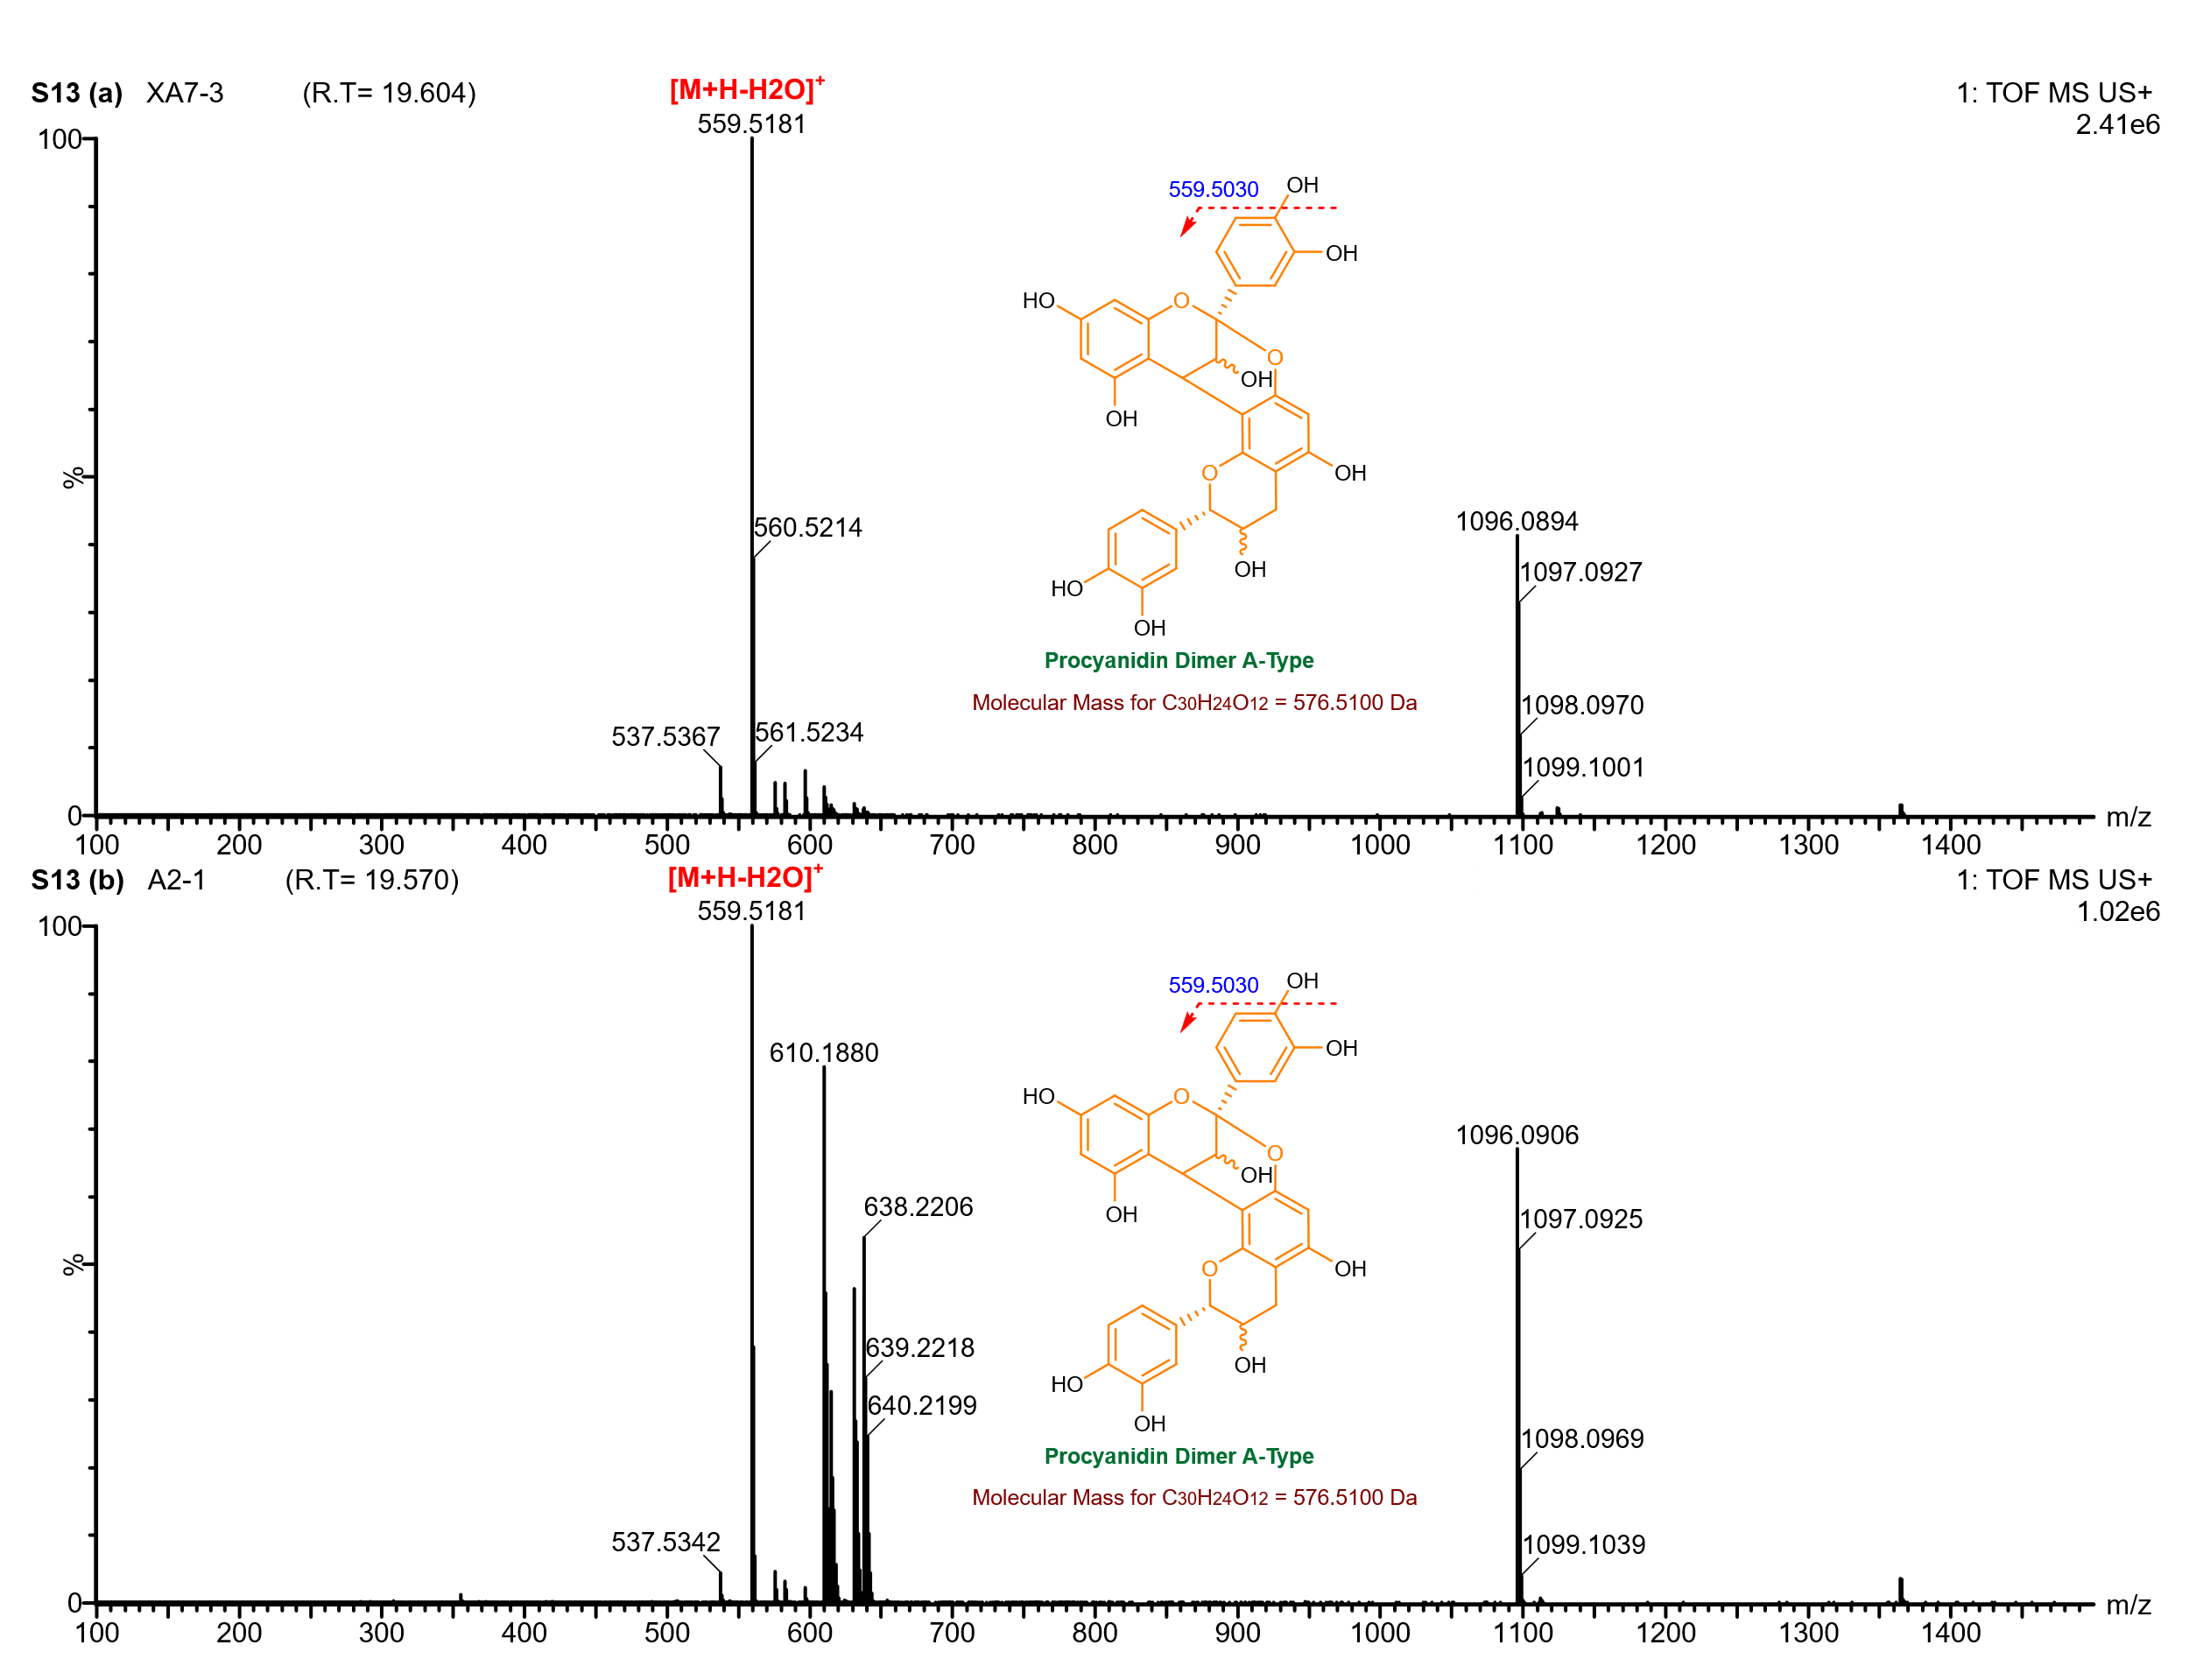 S13 (a) XA7-3 (R.T= 19.604) [M+H-H2O]+ 1: TOF MS US+
559.5181 2.41e6
100
559.5030 OH
OH
HO O
O
OH
OH
O OH
1096.0894
560.5214
OH
1097.0927
HO
OH
Procyanidin Dimer A-Type
Molecular Mass for C30H24O12 = 576.5100 Da
1098.0970
537.5367 561.5234
1099.1001
%
0 m/z
100 200 300 400 500 600 700 800 900 1000 1100 1200 1300 1400
S13 (b) A2-1 (R.T= 19.570) [M+H-H2O]+ 1: TOF MS US+
559.5181 1.02e6
100
559.5030 OH
610.1880 OH
HO O
1096.0906
O
OH
638.2206 OH
1097.0925
O OH
639.2218 OH
HO
640.2199
OH
1098.0969
Procyanidin Dimer A-Type
Molecular Mass for C30H24O12 = 576.5100 Da
537.5342 1099.1039
%
0 m/z
100 200 300 400 500 600 700 800 900 1000 1100 1200 1300 1400